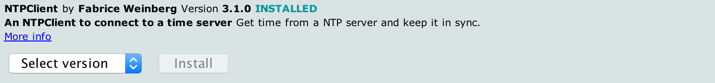 NTPClient by Fabrice Weinberg Version 3.1.0 INSTALLED
An NTPClient to connect to a time server Get time from a NTP server and keep it in sync.
More info
Select version Install